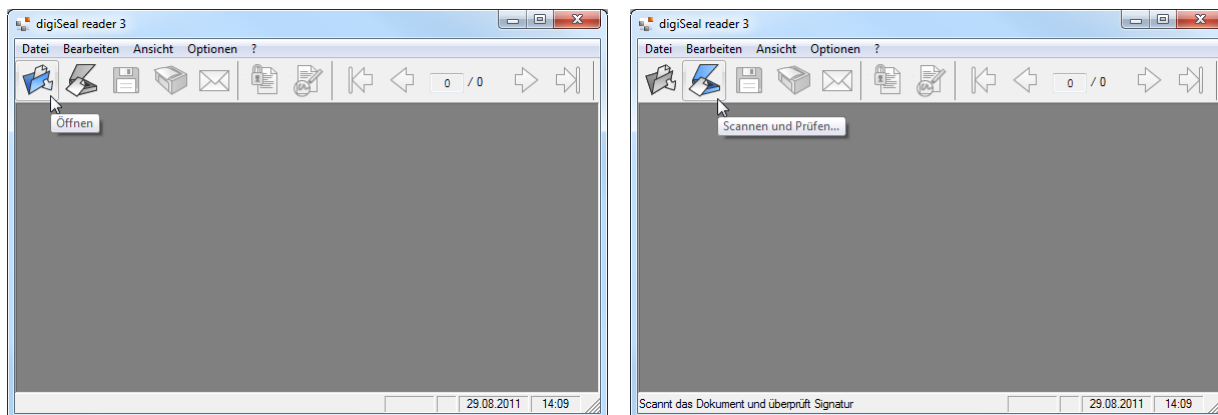 digiSeal reader 3
Datei Bearbeiten Ansicht Optionen ?
0 / 0
Öffnen
29.08.2011 14:09
digiSeal reader 3
Datei Bearbeiten Ansicht Optionen ?
0 / 0
Scannen und Prüfen...
Scannt das Dokument und überprüft Signatur 29.08.2011 14:09